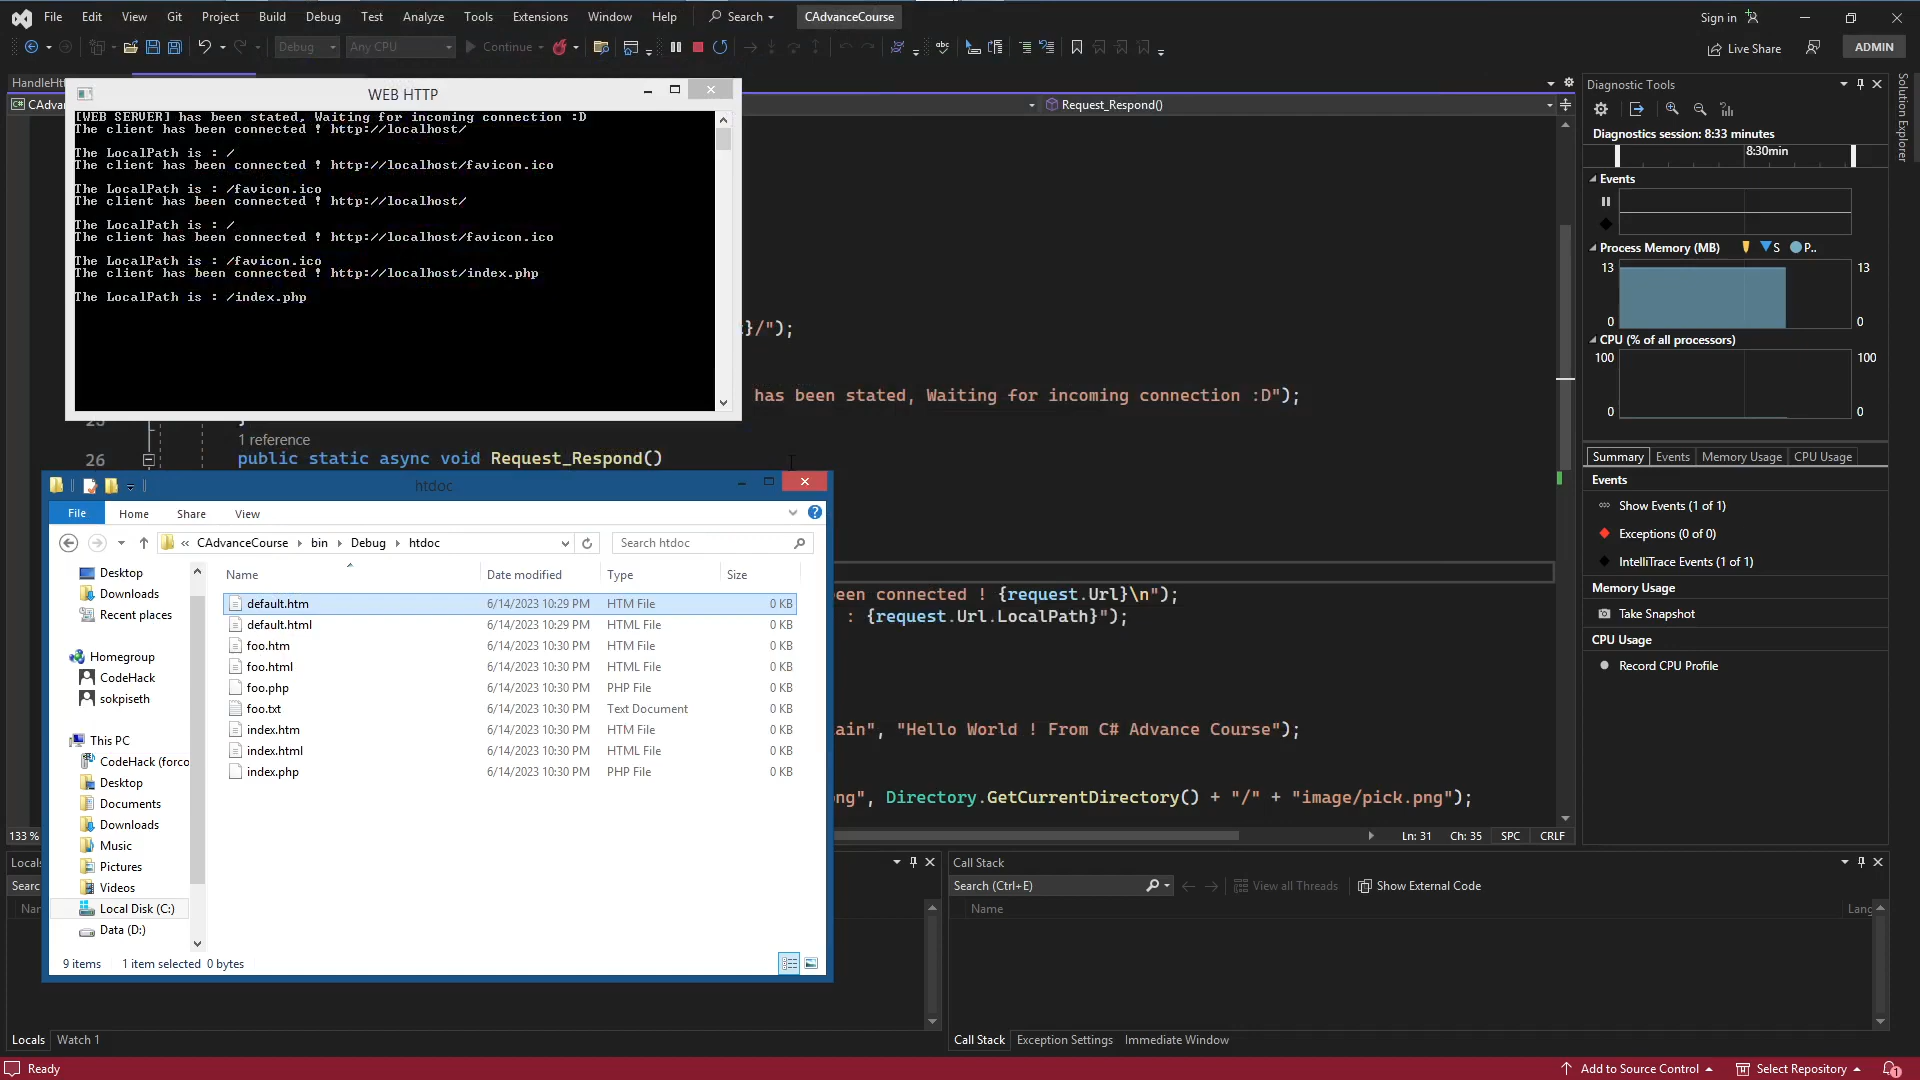 File Edit View Git Project Build Debug Test Analyze Tools Extensions Window Help Search CAdvanceCourse Sign in
Debug Any CPU Continue Live Share ADMIN
HandleHt
CAdva
Request_Respond()
WEB HTTP
[WEB SERVER] has been stated, Waiting for incoming connection :D
The client has been connected ! http://localhost/
The LocalPath is : /
The client has been connected ! http://localhost/favicon.ico
The LocalPath is : /favicon.ico
The client has been connected ! http://localhost/
The LocalPath is : /
The client has been connected ! http://localhost/favicon.ico
The LocalPath is : /favicon.ico
The client has been connected ! http://localhost/index.php
The LocalPath is : /index.php
}/");
has been stated, Waiting for incoming connection :D");
1 reference
26 public static async void Request_Respond()
een connected ! {request.Url}\n");
: {request.Url.LocalPath}");
ain", "Hello World ! From C# Advance Course");
ng", Directory.GetCurrentDirectory() + "/" + "image/pick.png");
133 %
Ln: 31 Ch: 35 SPC CRLF
htdoc
File Home Share View
« CAdvanceCourse bin Debug htdoc
Search htdoc
Name Date modified Type Size
default.htm 6/14/2023 10:29 PM HTM File 0 KB
default.html 6/14/2023 10:29 PM HTML File 0 KB
foo.htm 6/14/2023 10:30 PM HTM File 0 KB
foo.html 6/14/2023 10:30 PM HTML File 0 KB
foo.php 6/14/2023 10:30 PM PHP File 0 KB
foo.txt 6/14/2023 10:30 PM Text Document 0 KB
index.htm 6/14/2023 10:30 PM HTM File 0 KB
index.html 6/14/2023 10:30 PM HTML File 0 KB
index.php 6/14/2023 10:30 PM PHP File 0 KB
Desktop
Downloads
Recent places
Homegroup
CodeHack
sokpiseth
This PC
CodeHack (forco
Desktop
Documents
Downloads
Music
Pictures
Videos
Local Disk (C:)
Data (D:)
9 items 1 item selected 0 bytes
Diagnostic Tools
Diagnostics session: 8:33 minutes
8:30min
Events
Process Memory (MB) S P..
13 13
0 0
CPU (% of all processors)
100 100
0 0
Summary Events Memory Usage CPU Usage
Events
Show Events (1 of 1)
Exceptions (0 of 0)
IntelliTrace Events (1 of 1)
Memory Usage
Take Snapshot
CPU Usage
Record CPU Profile
Solution Explorer
Locals
Searc
Nan
Locals Watch 1
Call Stack
Search (Ctrl+E) View all Threads Show External Code
Name Lang
Call Stack Exception Settings Immediate Window
Ready
Add to Source Control Select Repository 1